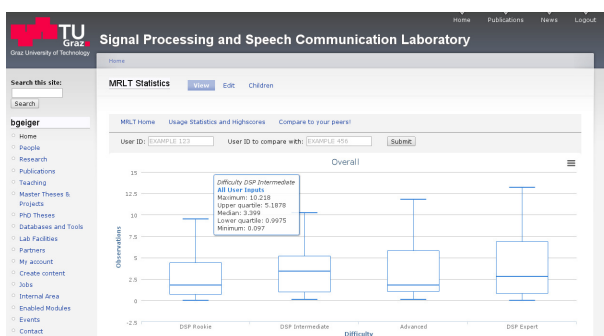 Home Publications News Logout
TU
Graz
Graz University of Technology
Signal Processing and Speech Communication Laboratory
Home
Search this site:
Search
bgeiger
Home
People
Research
Publications
Teaching
Master Theses &
Projects
PhD Theses
Databases and Tools
Lab Facilities
Partners
My account
Create content
Jobs
Internal Area
Enabled Modules
Events
Contact
MRLT Statistics View Edit Children
MRLT Home Usage Statistics and Highscores Compare to your peers!
User ID: EXAMPLE 123 User ID to compare with: EXAMPLE 456 Submit
Overall
15
12.5
10
7.5
5
2.5
0
-2.5
Observations
Difficulty DSP Intermediate
All User Inputs
Maximum: 10.218
Upper quartile: 5.1878
Median: 3.399
Lower quartile: 0.9975
Minimum: 0.097
DSP Rookie DSP Intermediate Advanced DSP Expert
Difficulty